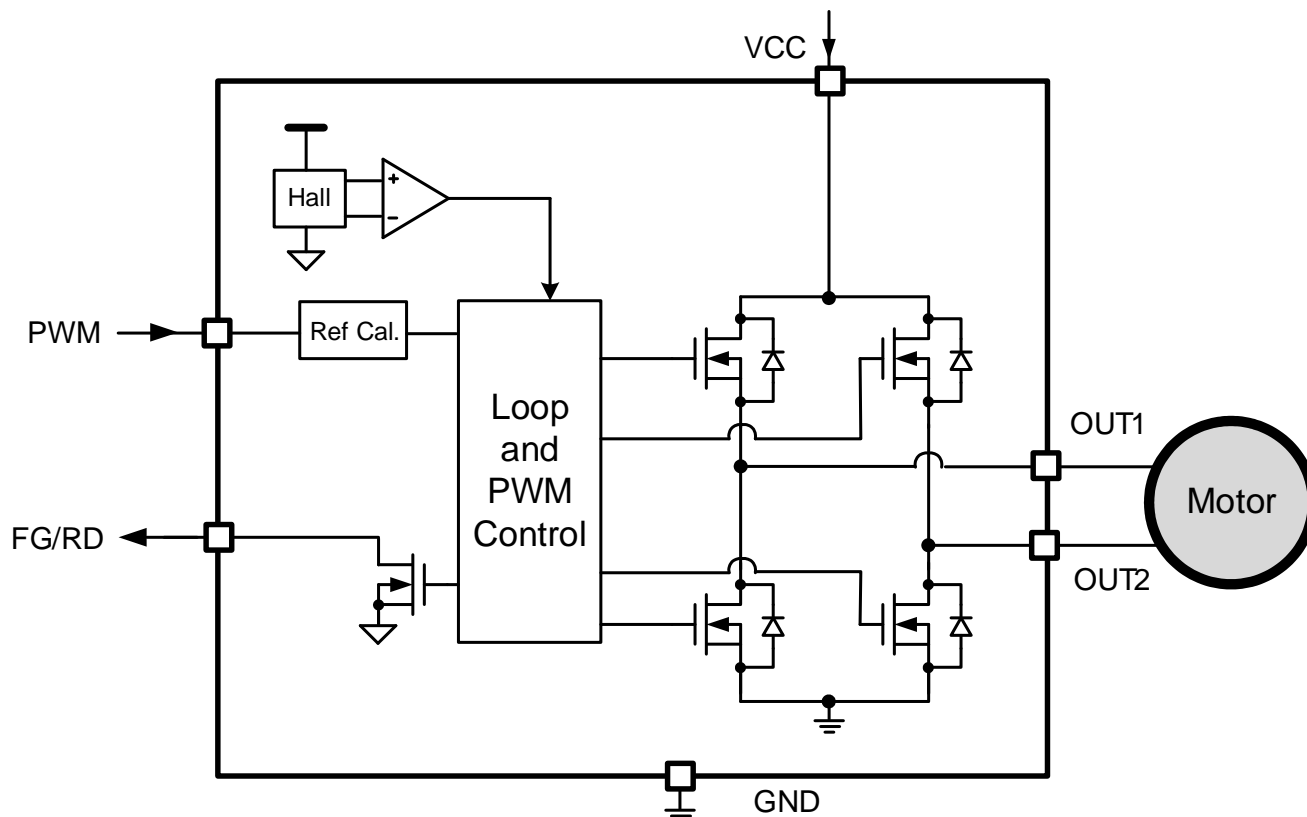 VCC
Hall
+
-
PWM
Ref Cal.
Loop
and
PWM
Control
OUT1
Motor
FG/RD
OUT2
GND